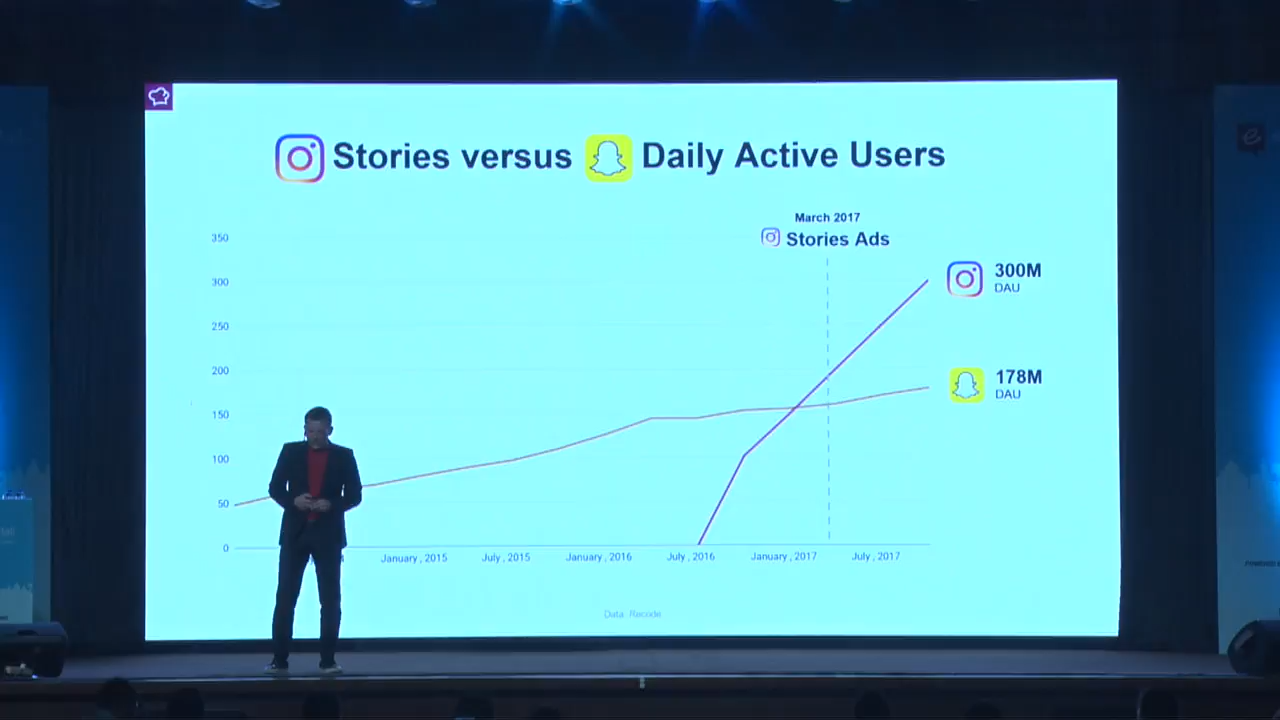 Stories versus Daily Active Users
March 2017
Stories Ads
350
300
250
200
150
100
50
0
300M
DAU
178M
DAU
January, 2015
July, 2015
January, 2016
July, 2016
January, 2017
July, 2017
Data: Recode